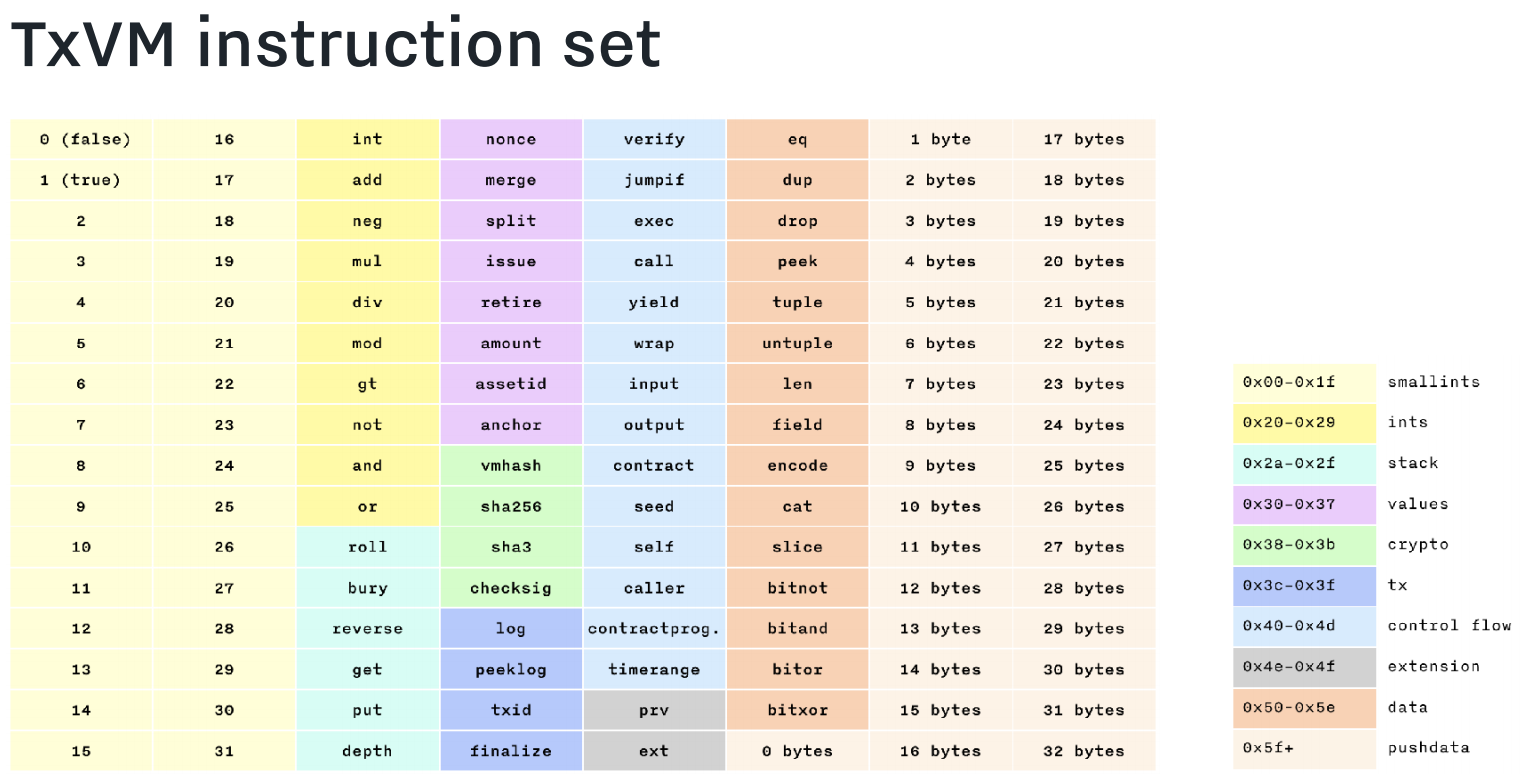 TxVM instruction set
0 (false) 16 int nonce verify eq 1 byte 17 bytes
1 (true) 17 add merge jumpif dup 2 bytes 18 bytes
2 18 neg split exec drop 3 bytes 19 bytes
3 19 mul issue call peek 4 bytes 20 bytes
4 20 div retire yield tuple 5 bytes 21 bytes
5 21 mod amount wrap untuple 6 bytes 22 bytes
6 22 gt assetid input len 7 bytes 23 bytes 0x00-0x1f smallints
7 23 not anchor output field 8 bytes 24 bytes 0x20-0x29 ints
8 24 and vmhash contract encode 9 bytes 25 bytes 0x2a-0x2f stack
9 25 or sha256 seed cat 10 bytes 26 bytes 0x30-0x37 values
10 26 roll sha3 self slice 11 bytes 27 bytes 0x38-0x3b crypto
11 27 bury checksig caller bitnot 12 bytes 28 bytes 0x3c-0x3f tx
12 28 reverse log contractprog. bitand 13 bytes 29 bytes 0x40-0x4d control flow
13 29 get peeklog timerange bitor 14 bytes 30 bytes 0x4e-0x4f extension
14 30 put txid prv bitxor 15 bytes 31 bytes 0x50-0x5e data
15 31 depth finalize ext 0 bytes 16 bytes 32 bytes 0x5f+ pushdata